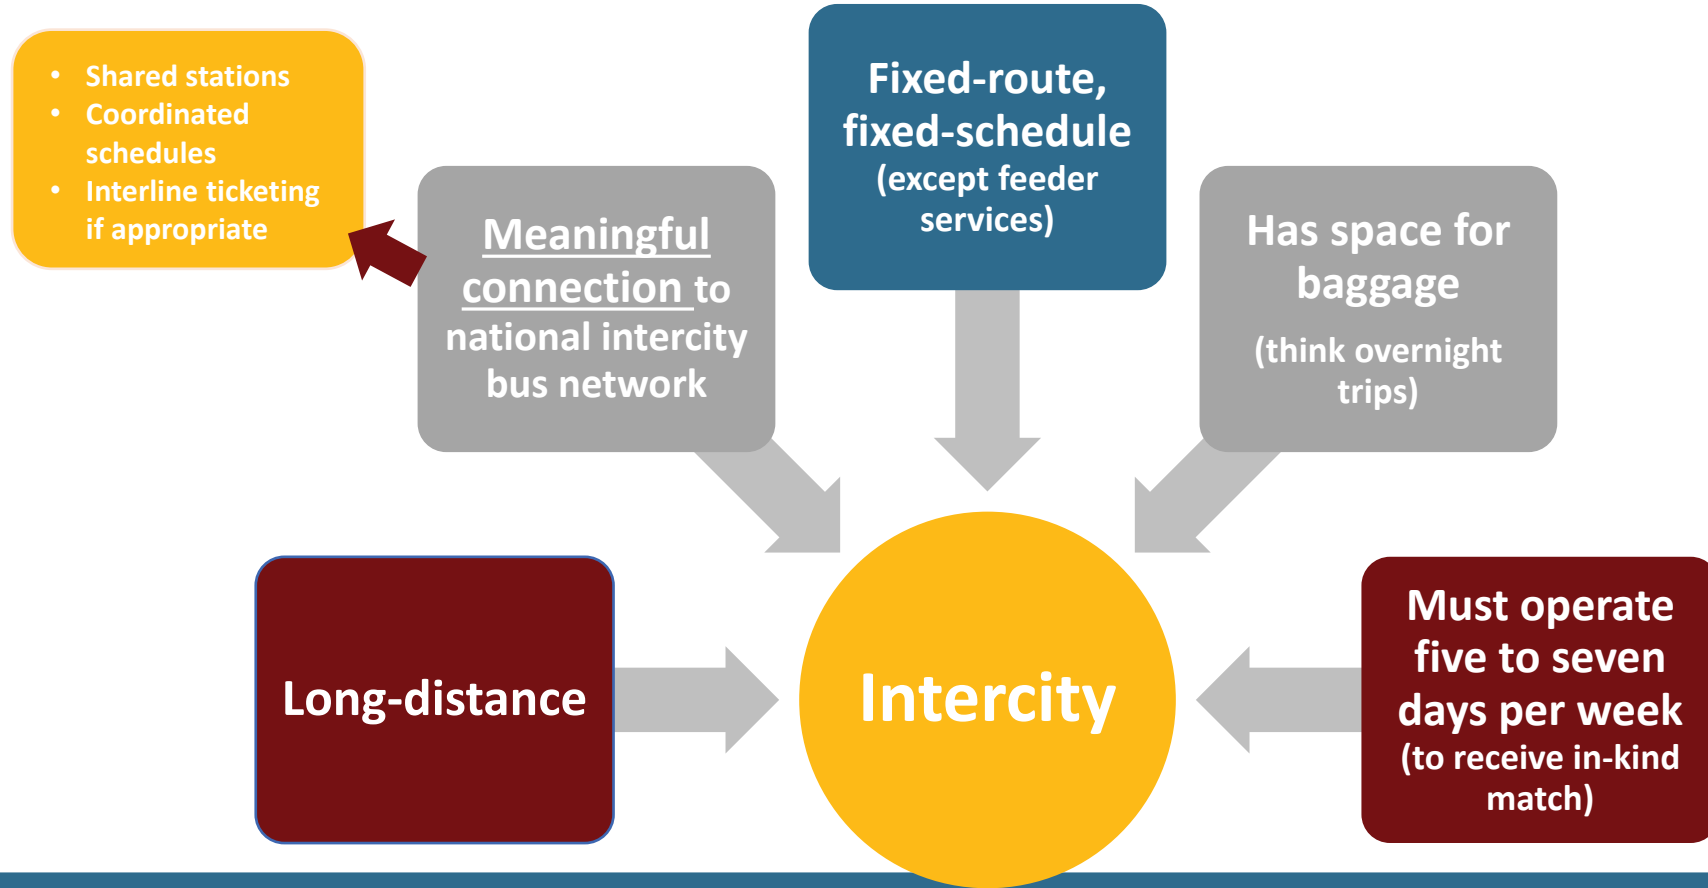 • Shared stations
• Coordinated
schedules
• Interline ticketing
if appropriate
Meaningful
connection to
national intercity
bus network
Fixed-route,
fixed-schedule
(except feeder
services)
Has space for
baggage
(think overnight
trips)
Long-distance
Intercity
Must operate
five to seven
days per week
(to receive in-kind
match)